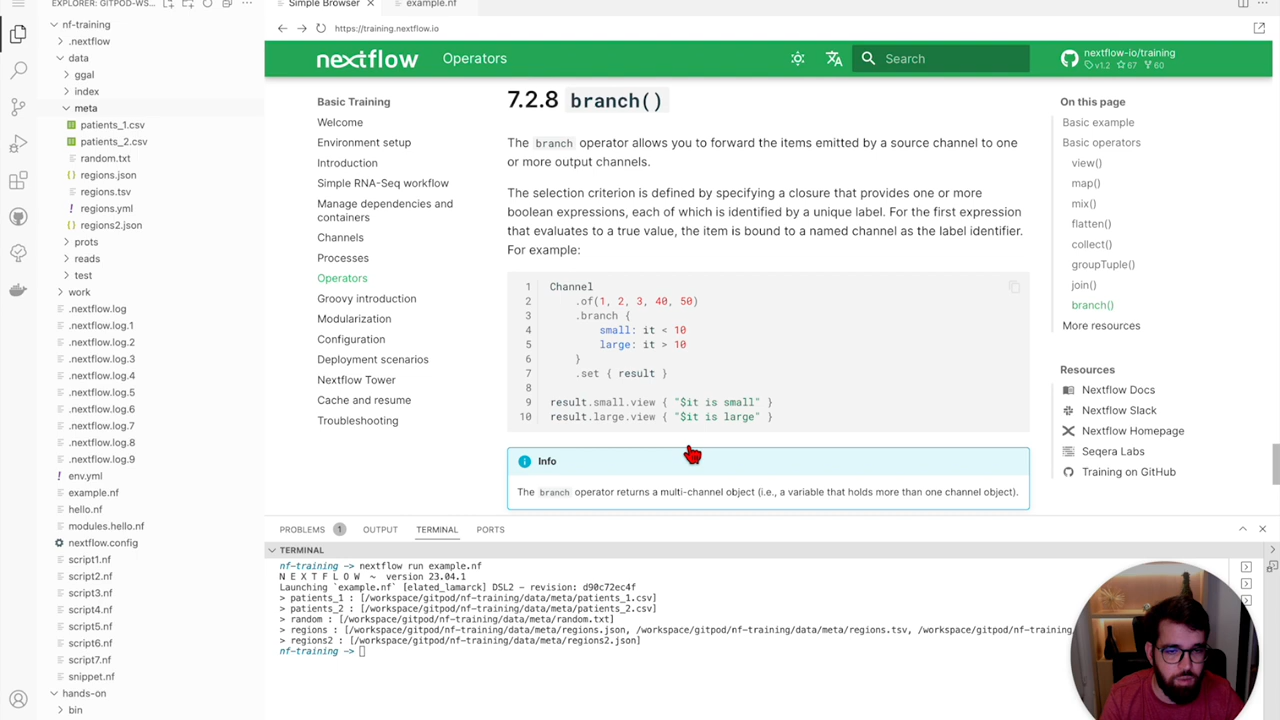 EXPLORER: GITPOD-WS...
Simple Browser
example.nf
nf-training
.nextflow
data
ggal
index
meta
patients_1.csv
patients_2.csv
random.txt
regions.json
regions.tsv
regions.yml
regions2.json
prots
reads
test
work
.nextflow.log
.nextflow.log.1
.nextflow.log.2
.nextflow.log.3
.nextflow.log.4
.nextflow.log.5
.nextflow.log.6
.nextflow.log.7
.nextflow.log.8
.nextflow.log.9
env.yml
example.nf
hello.nf
modules.hello.nf
nextflow.config
script1.nf
script2.nf
script3.nf
script4.nf
script5.nf
script6.nf
script7.nf
snippet.nf
hands-on
bin
https://training.nextflow.io
nextflow
Operators
Search
nextflow-io/training
v1.2 67 60
Basic Training
Welcome
Environment setup
Introduction
Simple RNA-Seq workflow
Manage dependencies and
containers
Channels
Processes
Operators
Groovy introduction
Modularization
Configuration
Deployment scenarios
Nextflow Tower
Cache and resume
Troubleshooting
7.2.8 branch()
The branch operator allows you to forward the items emitted by a source channel to one
or more output channels.
The selection criterion is defined by specifying a closure that provides one or more
boolean expressions, each of which is identified by a unique label. For the first expression
that evaluates to a true value, the item is bound to a named channel as the label identifier.
For example:
1 Channel
2 .of(1, 2, 3, 40, 50)
3 .branch {
4 small: it < 10
5 large: it > 10
6 }
7 .set { result }
8
9 result.small.view { "$it is small" }
10 result.large.view { "$it is large" }
Info
The branch operator returns a multi-channel object (i.e., a variable that holds more than one channel object).
On this page
Basic example
Basic operators
view()
map()
mix()
flatten()
collect()
groupTuple()
join()
branch()
More resources
Resources
Nextflow Docs
Nextflow Slack
Nextflow Homepage
Seqera Labs
Training on GitHub
PROBLEMS 1 OUTPUT TERMINAL PORTS
TERMINAL
nf-training -> nextflow run example.nf
N E X T F L O W ~ version 23.04.1
Launching `example.nf` [elated_lamarck] DSL2 - revision: d90c72ec4f
> patients_1 : [/workspace/gitpod/nf-training/data/meta/patients_1.csv]
> patients_2 : [/workspace/gitpod/nf-training/data/meta/patients_2.csv]
> random : [/workspace/gitpod/nf-training/data/meta/random.txt]
> regions : [/workspace/gitpod/nf-training/data/meta/regions.json, /workspace/gitpod/nf-training/data/meta/regions.tsv, /workspace/gitpod/nf-training/
> regions2 : [/workspace/gitpod/nf-training/data/meta/regions2.json]
nf-training ->